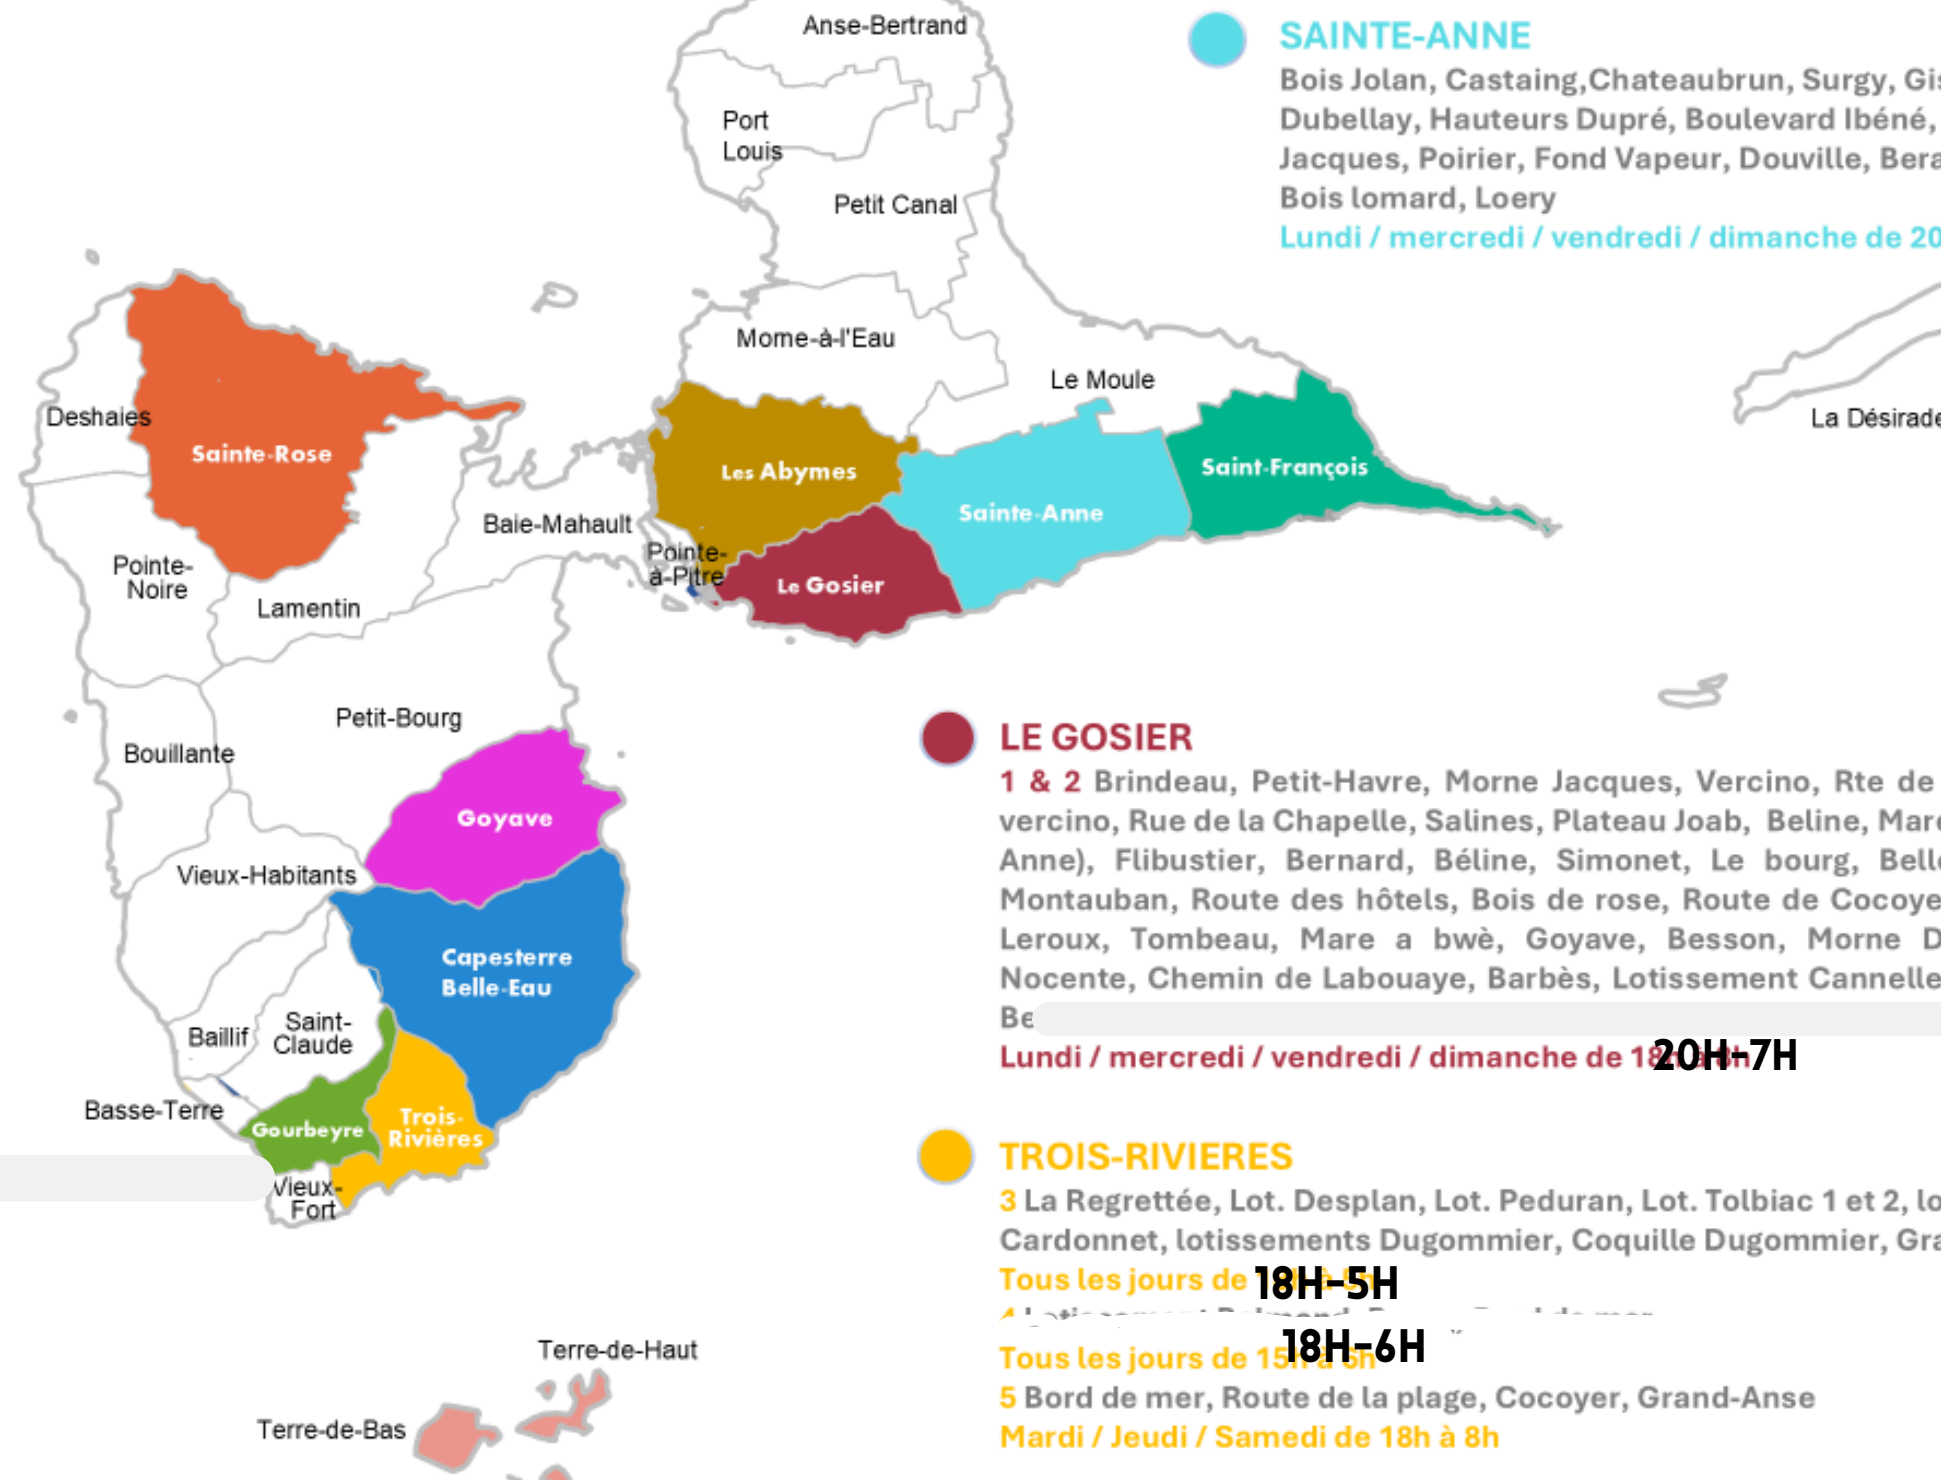 Anse-Bertrand
Port
Louis
Petit Canal
Morne-à-l'Eau
Le Moule
Deshaies
Sainte-Rose
Les Abymes
Sainte-Anne
Saint-François
La Désirade
Baie-Mahault
Pointe-
à-Pitre
Le Gosier
Pointe-
Noire
Lamentin
Petit-Bourg
Bouillante
Goyave
Vieux-Habitants
Capesterre
Belle-Eau
Baillif
Saint-
Claude
Basse-Terre
Gourbeyre
Trois-
Rivières
Vieux-
Fort
Terre-de-Haut
Terre-de-Bas
SAINTE-ANNE
Bois Jolan, Castaing,Chateaubrun, Surgy,
Dubellay, Hauteurs Dupré, Boulevard Ibéné,
Jacques, Poirier, Fond Vapeur, Douville,
Bois lomard, Loery
Lundi / mercredi / vendredi / dimanche de 20
LE GOSIER
1 & 2 Brindeau, Petit-Havre, Morne Jacques, Vercino, Rte de
vercino, Rue de la Chapelle, Salines, Plateau Joab, Beline,
Anne), Flibustier, Bernard, Béline, Simonet, Le bourg,
Montauban, Route des hôtels, Bois de rose, Route de
Leroux, Tombeau, Mare a bwè, Goyave, Besson, Morne
Nocente, Chemin de Labouaye, Barbès, Lotissement Cannelle
Be
Lundi / mercredi / vendredi / dimanche de 20H-7H
TROIS-RIVIERES
3 La Regrettée, Lot. Desplan, Lot. Peduran, Lot. Tolbiac 1 et 2,
Cardonnet, lotissements Dugommier, Coquille Dugommier,
Tous les jours de 18H-5H
Tous les jours de 18H-6H
5 Bord de mer, Route de la plage, Cocoyer, Grand-Anse
Mardi / Jeudi / Samedi de 18h à 8h